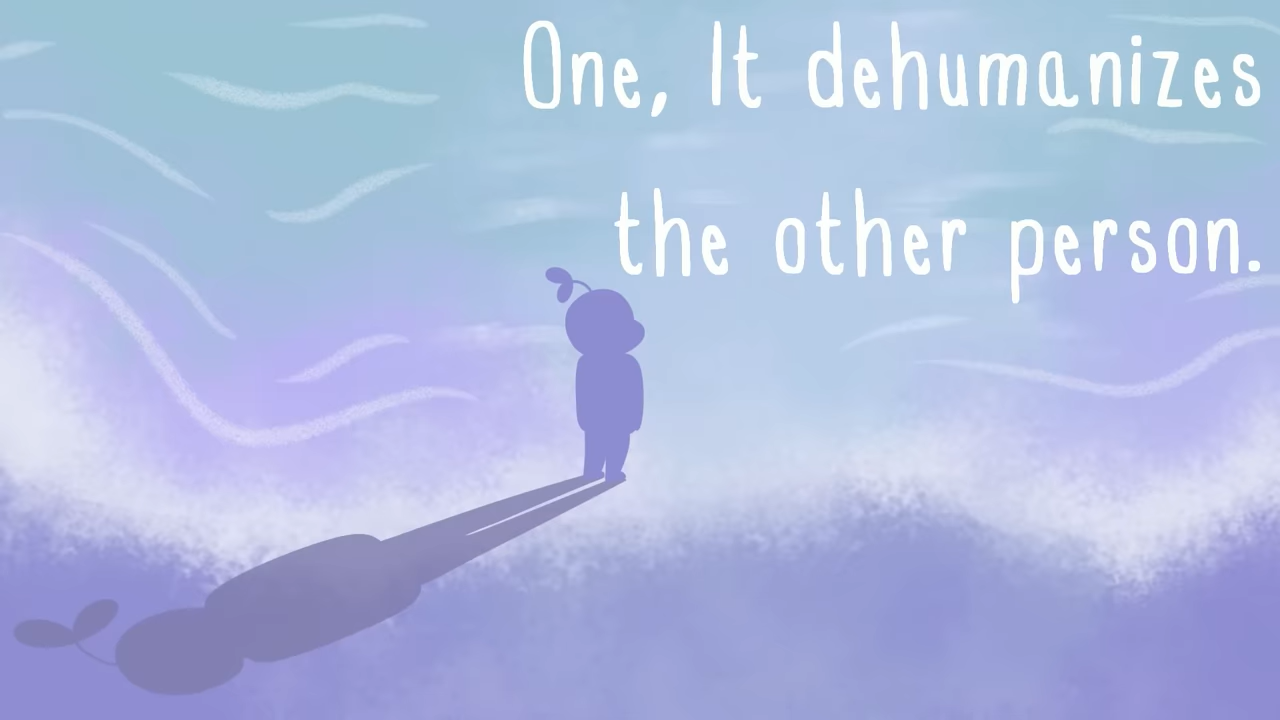 One, It dehumanizes
the other person.